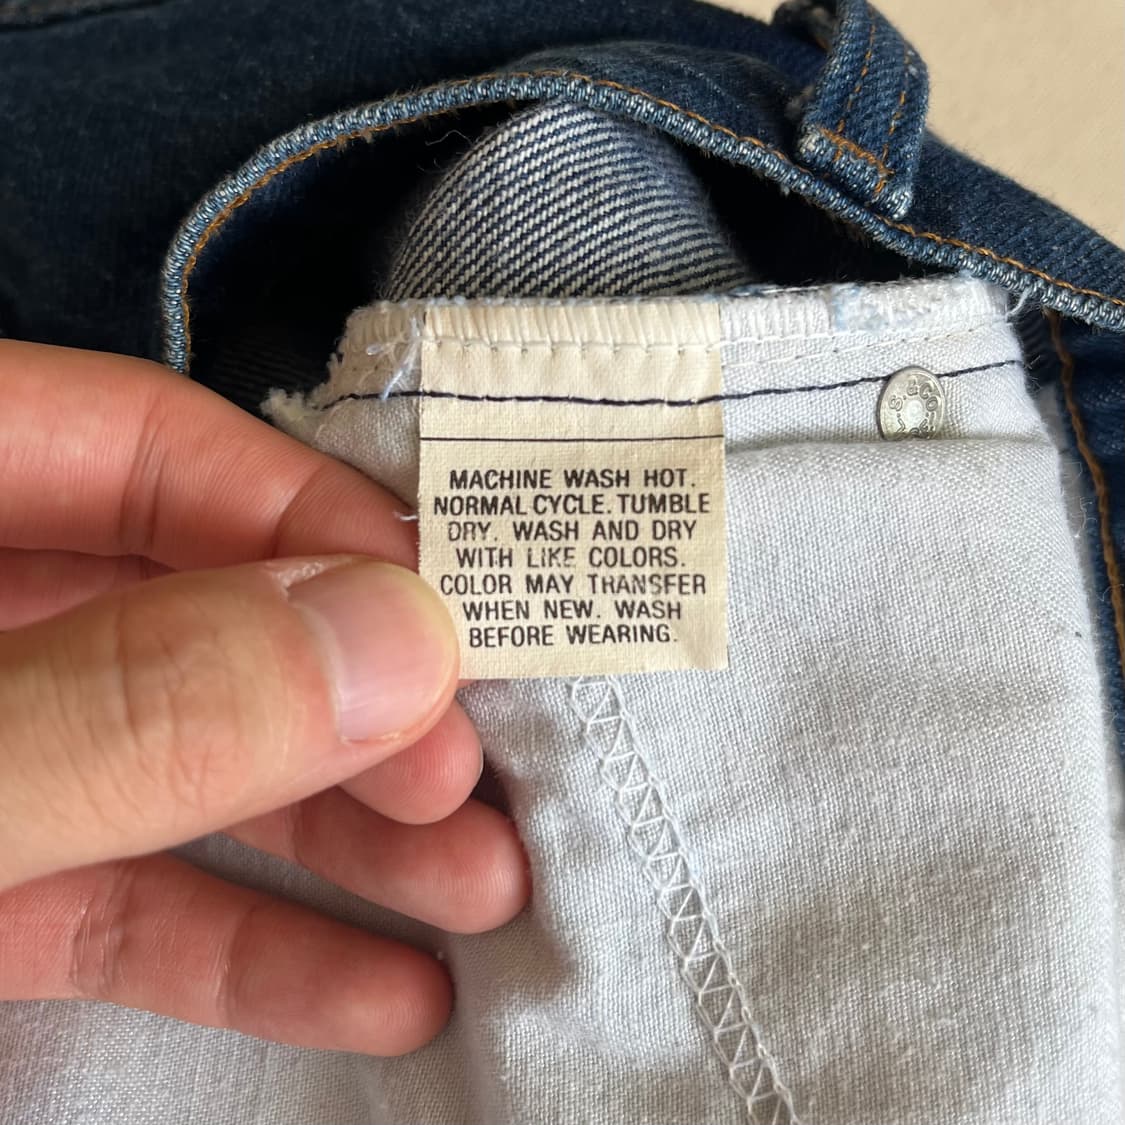 MACHINE WASH HOT.
NORMAL CYCLE. TUMBLE
DRY. WASH AND DRY
WITH LIKE COLORS.
COLOR MAY TRANSFER
WHEN NEW. WASH
BEFORE WEARING.